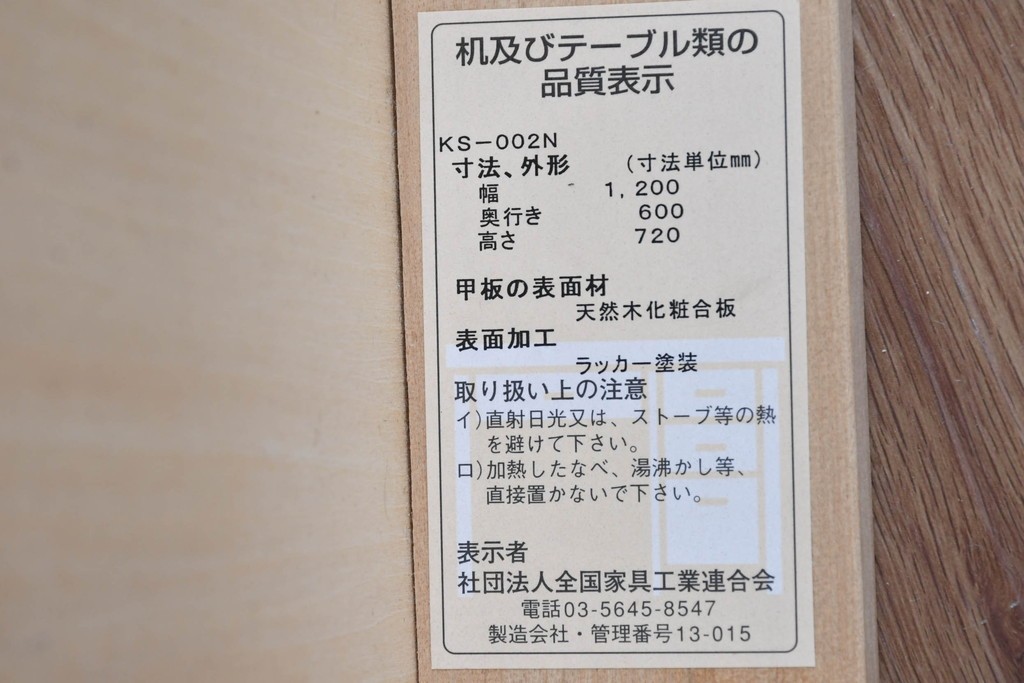 机及びテーブル類の
品質表示
KS－002N
寸法、外形 （寸法単位㎜）
幅 1，200
奥行き 600
高さ 720
甲板の表面材
天然木化粧合板
表面加工
ラッカー塗装
取り扱い上の注意
イ)直射日光又は、ストーブ等の熱
を避けて下さい。
ロ)加熱したなべ、湯沸かし等、
直接置かないで下さい。
表示者
社団法人全国家具工業連合会
電話03-5645-8547
製造会社・管理番号13-015